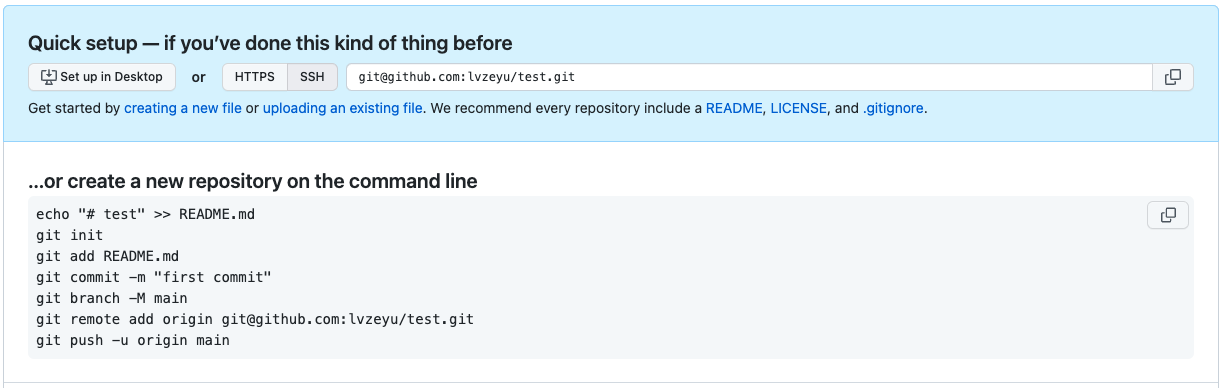 Quick setup — if you’ve done this kind of thing before
Set up in Desktop or HTTPS SSH git@github.com:lvzeyu/test.git
Get started by creating a new file or uploading an existing file. We recommend every repository include a README, LICENSE, and .gitignore.
…or create a new repository on the command line
echo "# test" >> README.md
git init
git add README.md
git commit -m "first commit"
git branch -M main
git remote add origin git@github.com:lvzeyu/test.git
git push -u origin main